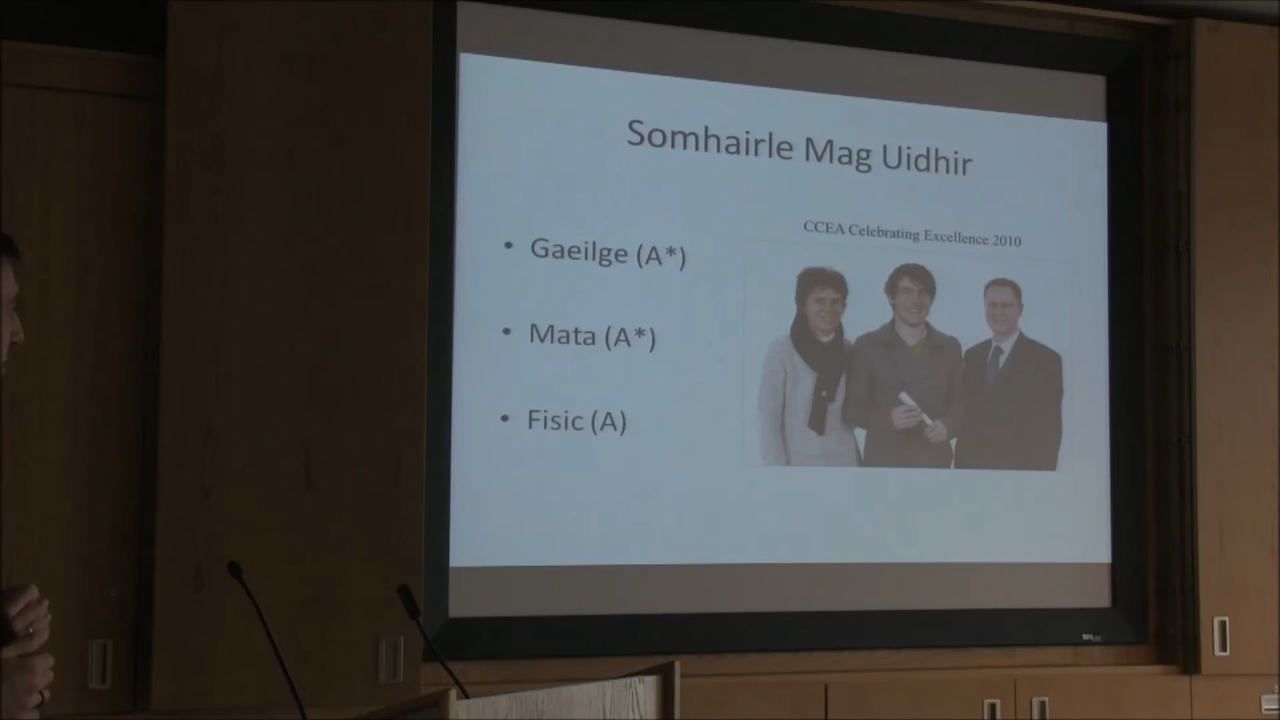 Somhairle Mag Uidhir
CCEA Celebrating Excellence 2010
• Gaeilge (A*)
• Mata (A*)
• Fisic (A)